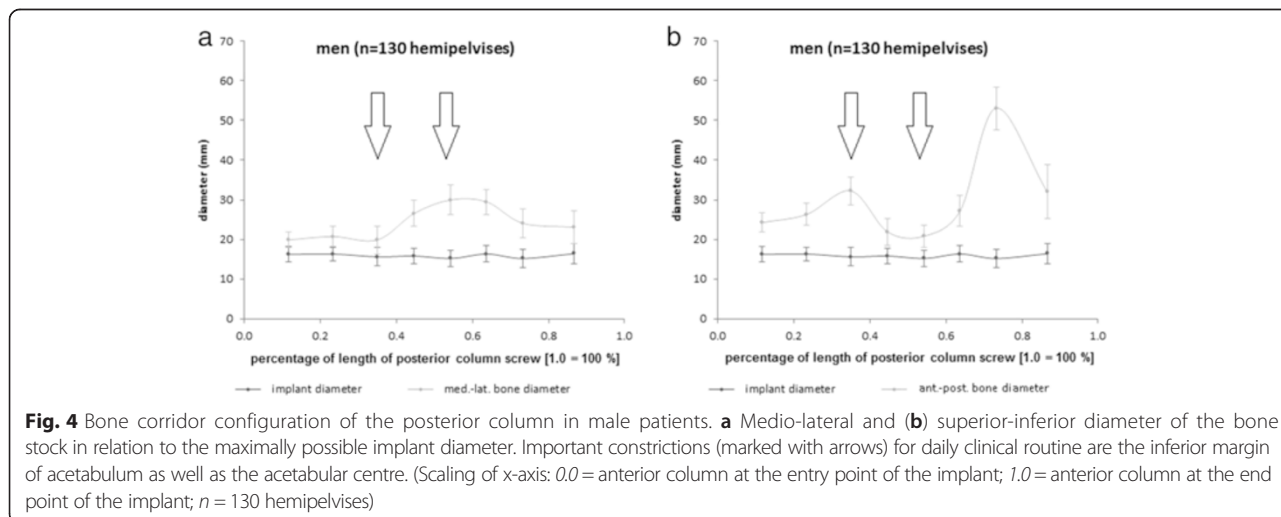 a
men (n=130 hemipelvises)
70
60
50
40
30
20
10
0
diameter (mm)
0.0 0.2 0.4 0.6 0.8 1.0
percentage of length of posterior column screw [1.0 = 100 %]
implant diameter med.-lat. bone diameter
b
men (n=130 hemipelvises)
70
60
50
40
30
20
10
0
diameter (mm)
0.0 0.2 0.4 0.6 0.8 1.0
percentage of length of posterior column screw [1.0 = 100 %]
implant diameter ant.-post. bone diameter
Fig. 4 Bone corridor configuration of the posterior column in male patients. a Medio-lateral and (b) superior-inferior diameter of the bone
stock in relation to the maximally possible implant diameter. Important constrictions (marked with arrows) for daily clinical routine are the inferior margin
of acetabulum as well as the acetabular centre. (Scaling of x-axis: 0.0 = anterior column at the entry point of the implant; 1.0 = anterior column at the end
point of the implant; n = 130 hemipelvises)